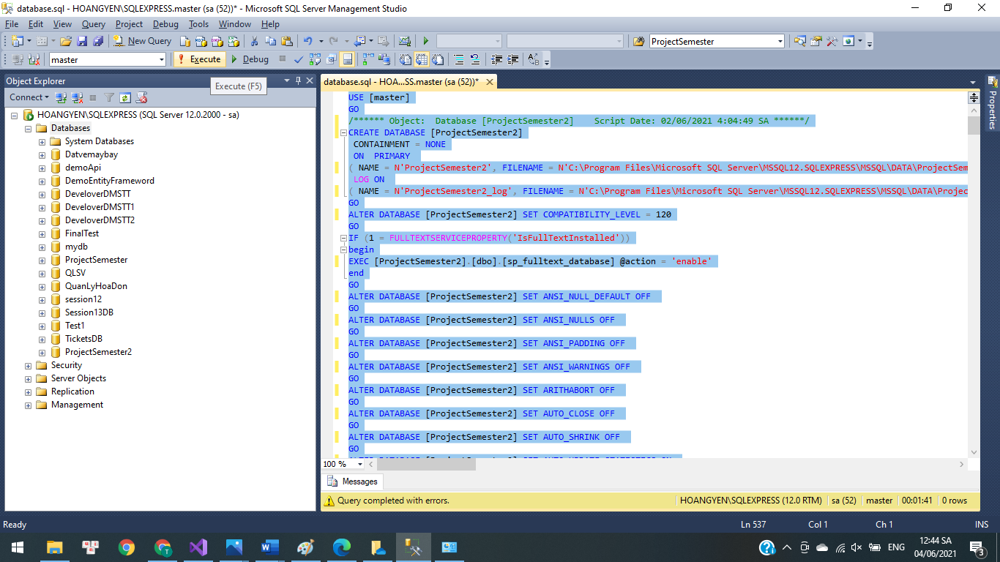 database.sql - HOANGYEN\SQLEXPRESS.master (sa (52))* - Microsoft SQL Server Management Studio
File Edit View Query Project Debug Tools Window Help
New Query ProjectSemester
master Execute Debug
Object Explorer
Execute (F5)
Connect
HOANGYEN\SQLEXPRESS (SQL Server 12.0.2000 - sa)
Databases
System Databases
Datvemaybay
demoApi
DemoEntityFrameword
DeveloverDMSTT
DeveloverDMSTT1
DeveloverDMSTT2
FinalTest
mydb
ProjectSemester
QLSV
QuanLyHoaDon
session12
Session13DB
Test1
TicketsDB
ProjectSemester2
Security
Server Objects
Replication
Management
database.sql - HOA...SS.master (sa (52))*
USE [master]
GO
/****** Object:  Database [ProjectSemester2]    Script Date: 02/06/2021 4:04:49 SA ******/
CREATE DATABASE [ProjectSemester2]
CONTAINMENT = NONE
ON  PRIMARY
( NAME = N'ProjectSemester2', FILENAME = N'C:\Program Files\Microsoft SQL Server\MSSQL12.SQLEXPRESS\MSSQL\DATA\ProjectSem
LOG ON
( NAME = N'ProjectSemester2_log', FILENAME = N'C:\Program Files\Microsoft SQL Server\MSSQL12.SQLEXPRESS\MSSQL\DATA\Projec
GO
ALTER DATABASE [ProjectSemester2] SET COMPATIBILITY_LEVEL = 120
GO
IF (1 = FULLTEXTSERVICEPROPERTY('IsFullTextInstalled'))
begin
EXEC [ProjectSemester2].[dbo].[sp_fulltext_database] @action = 'enable'
end
GO
ALTER DATABASE [ProjectSemester2] SET ANSI_NULL_DEFAULT OFF
GO
ALTER DATABASE [ProjectSemester2] SET ANSI_NULLS OFF
GO
ALTER DATABASE [ProjectSemester2] SET ANSI_PADDING OFF
GO
ALTER DATABASE [ProjectSemester2] SET ANSI_WARNINGS OFF
GO
ALTER DATABASE [ProjectSemester2] SET ARITHABORT OFF
GO
ALTER DATABASE [ProjectSemester2] SET AUTO_CLOSE OFF
GO
ALTER DATABASE [ProjectSemester2] SET AUTO_SHRINK OFF
GO
100 %
Messages
Query completed with errors. HOANGYEN\SQLEXPRESS (12.0 RTM) sa (52) master 00:01:41 0 rows
Properties
Ready Ln 537 Col 1 Ch 1 INS
ENG 12:44 SA
04/06/2021
3